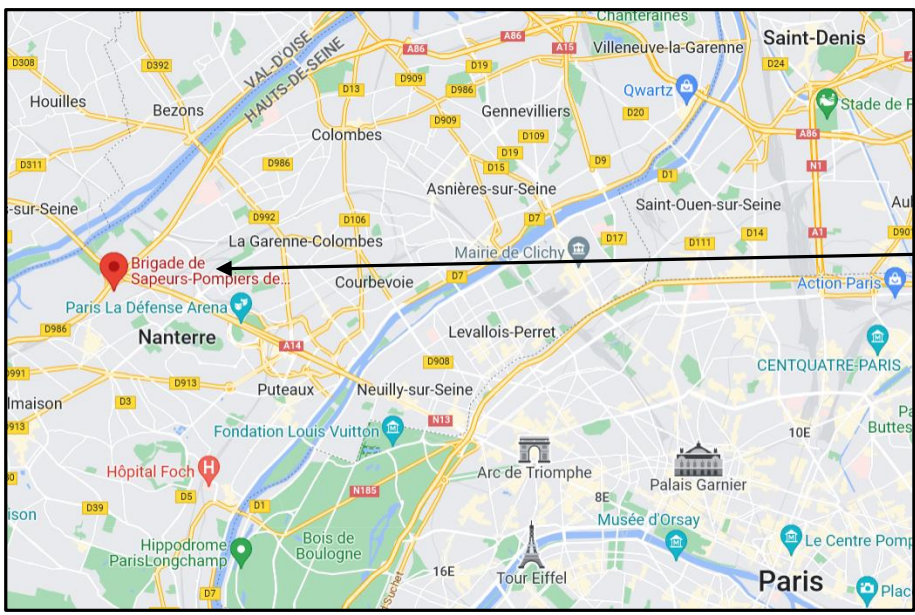 Chanteraines
A86
A86
A15
Villeneuve-la-Garenne
Saint-Denis
D308
D392
VAL-D'OISE
HAUTS-DE-SEINE
D19
D24
D909
D986
D13
Qwartz
Houilles
Bezons
Gennevilliers
D20
Stade de F
D909
Colombes
D109
A86
D311
D986
D19
D15
D9
D1
N1
Asnières-sur-Seine
s-sur-Seine
D992
D106
D7
Saint-Ouen-sur-Seine
Au
La Garenne-Colombes
Mairie de Clichy
D17
D111
D14
A1
D901
Brigade de
Sapeurs-Pompiers de...
Courbevoie
D7
Action Paris
Paris La Défense Arena
D986
Nanterre
A14
Levallois-Perret
D991
D908
CENTQUATRE-PARIS
D913
Puteaux
Neuilly-sur-Seine
lmaison
D3
D913
N13
Pa
Buttes
Fondation Louis Vuitton
10E
Hôpital Foch
H
Arc de Triomphe
Palais Garnier
N185
D5
8E
ison
D39
D1
Musée d'Orsay
Hippodrome
ParisLongchamp
Bois de
Boulogne
Le Centre Pomp
16E
Tour Eiffel
Paris
D7
Suchet
Plac